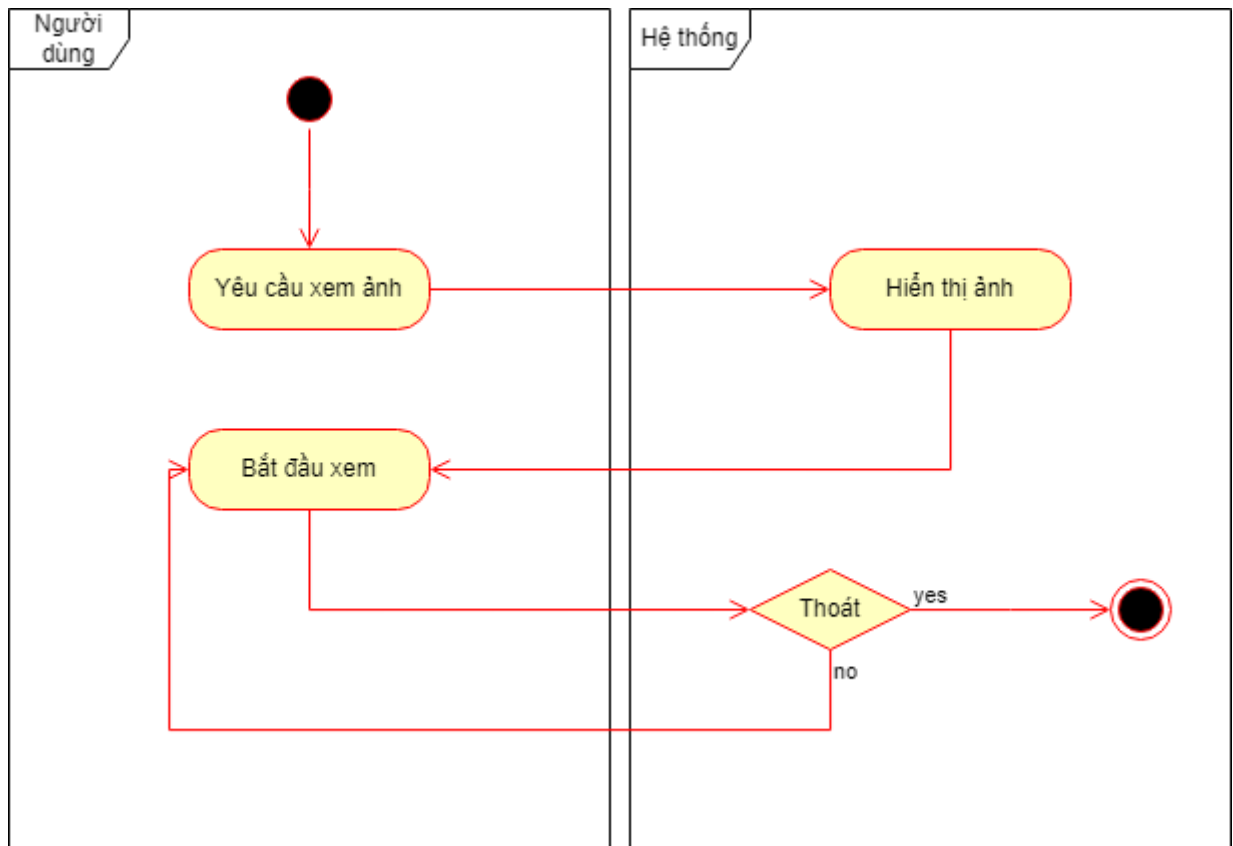 Người
dùng
Hệ thống
Yêu cầu xem ảnh
Hiển thị ảnh
Bắt đầu xem
Thoát
yes
no